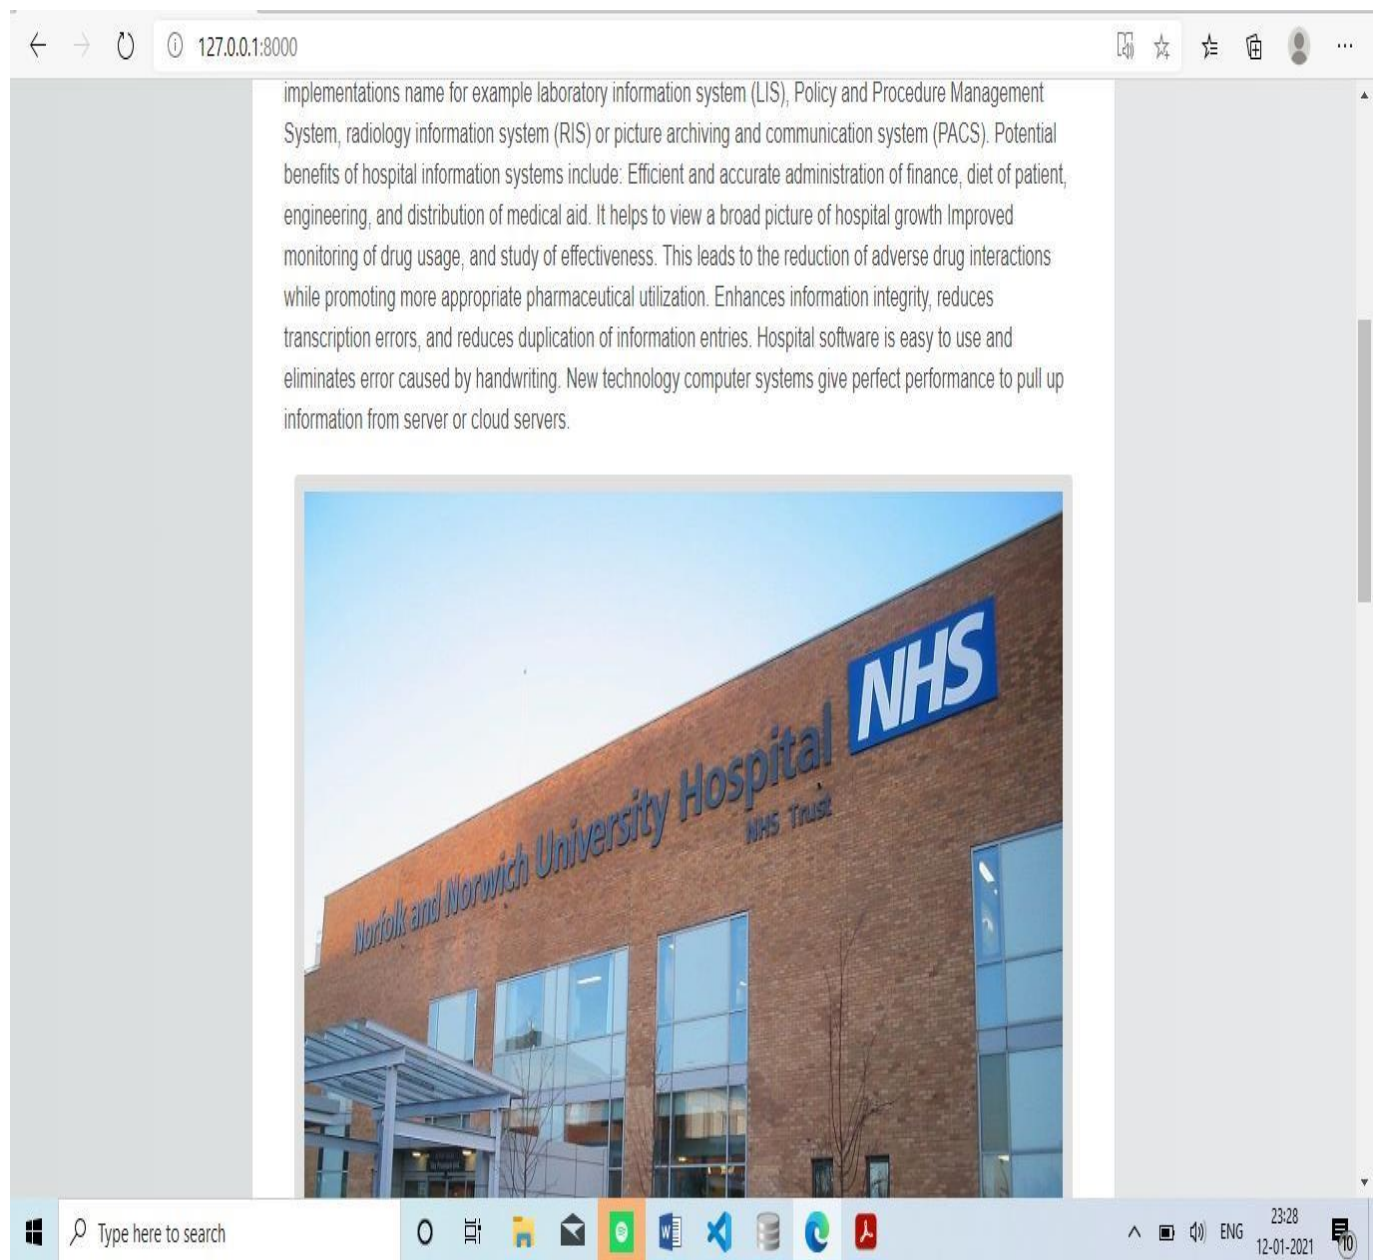 127.0.0.1:8000
implementations name for example laboratory information system (LIS), Policy and Procedure Management
System, radiology information system (RIS) or picture archiving and communication system (PACS). Potential
benefits of hospital information systems include: Efficient and accurate administration of finance, diet of patient,
engineering, and distribution of medical aid. It helps to view a broad picture of hospital growth Improved
monitoring of drug usage, and study of effectiveness. This leads to the reduction of adverse drug interactions
while promoting more appropriate pharmaceutical utilization. Enhances information integrity, reduces
transcription errors, and reduces duplication of information entries. Hospital software is easy to use and
eliminates error caused by handwriting. New technology computer systems give perfect performance to pull up
information from server or cloud servers.
NHS
Norfolk and Norwich University Hospital
NHS Trust
Type here to search
ENG
23:28
12-01-2021
10